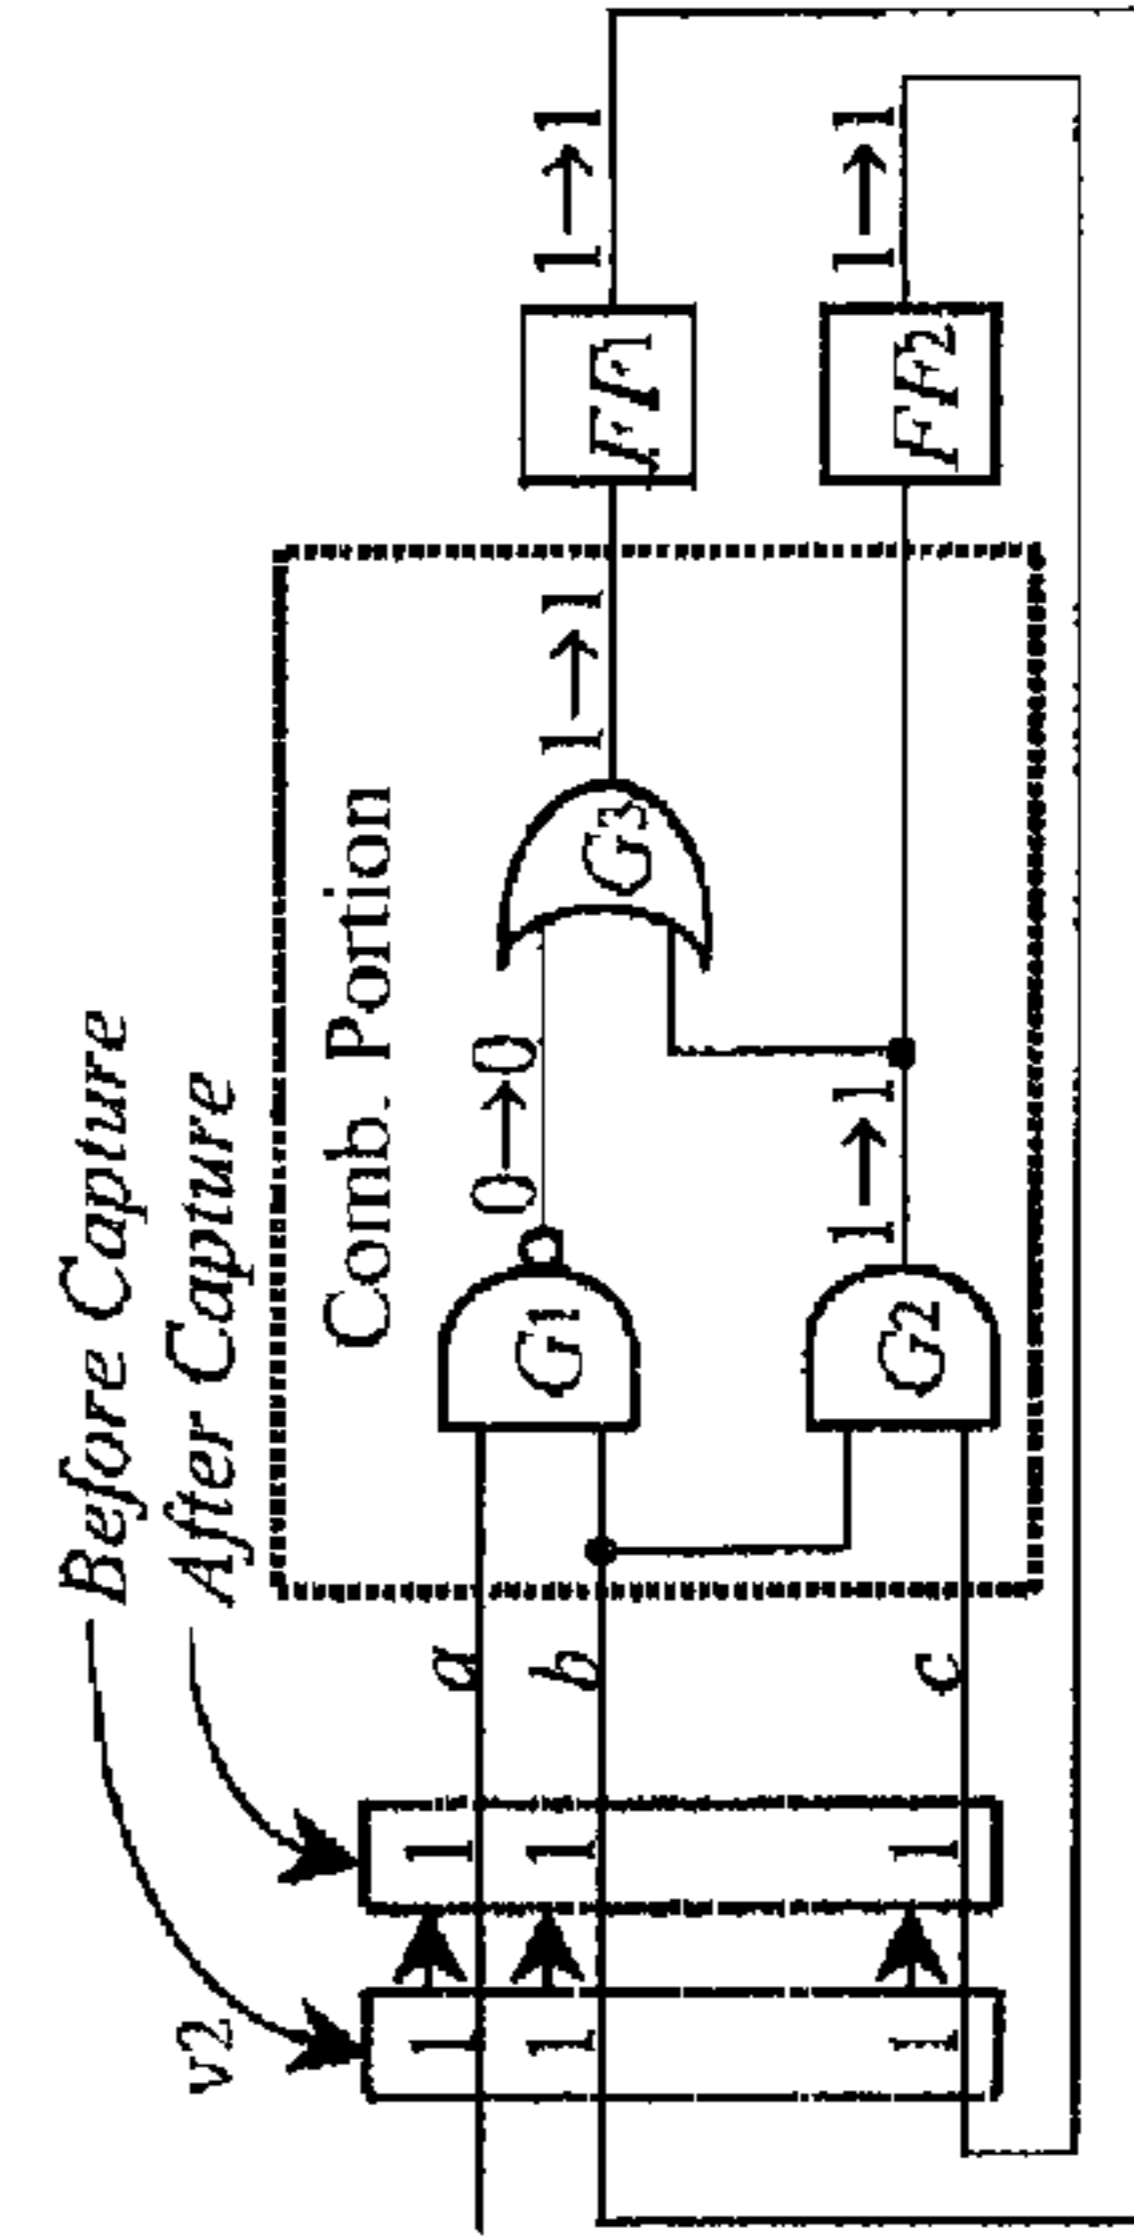 v2
Before Capture
After Capture
Comb. Portion
1
1
a
G1
0→0
1
1
b
G3
1→1
FF1
1→1
1
1
c
G2
1→1
FF2
1→1